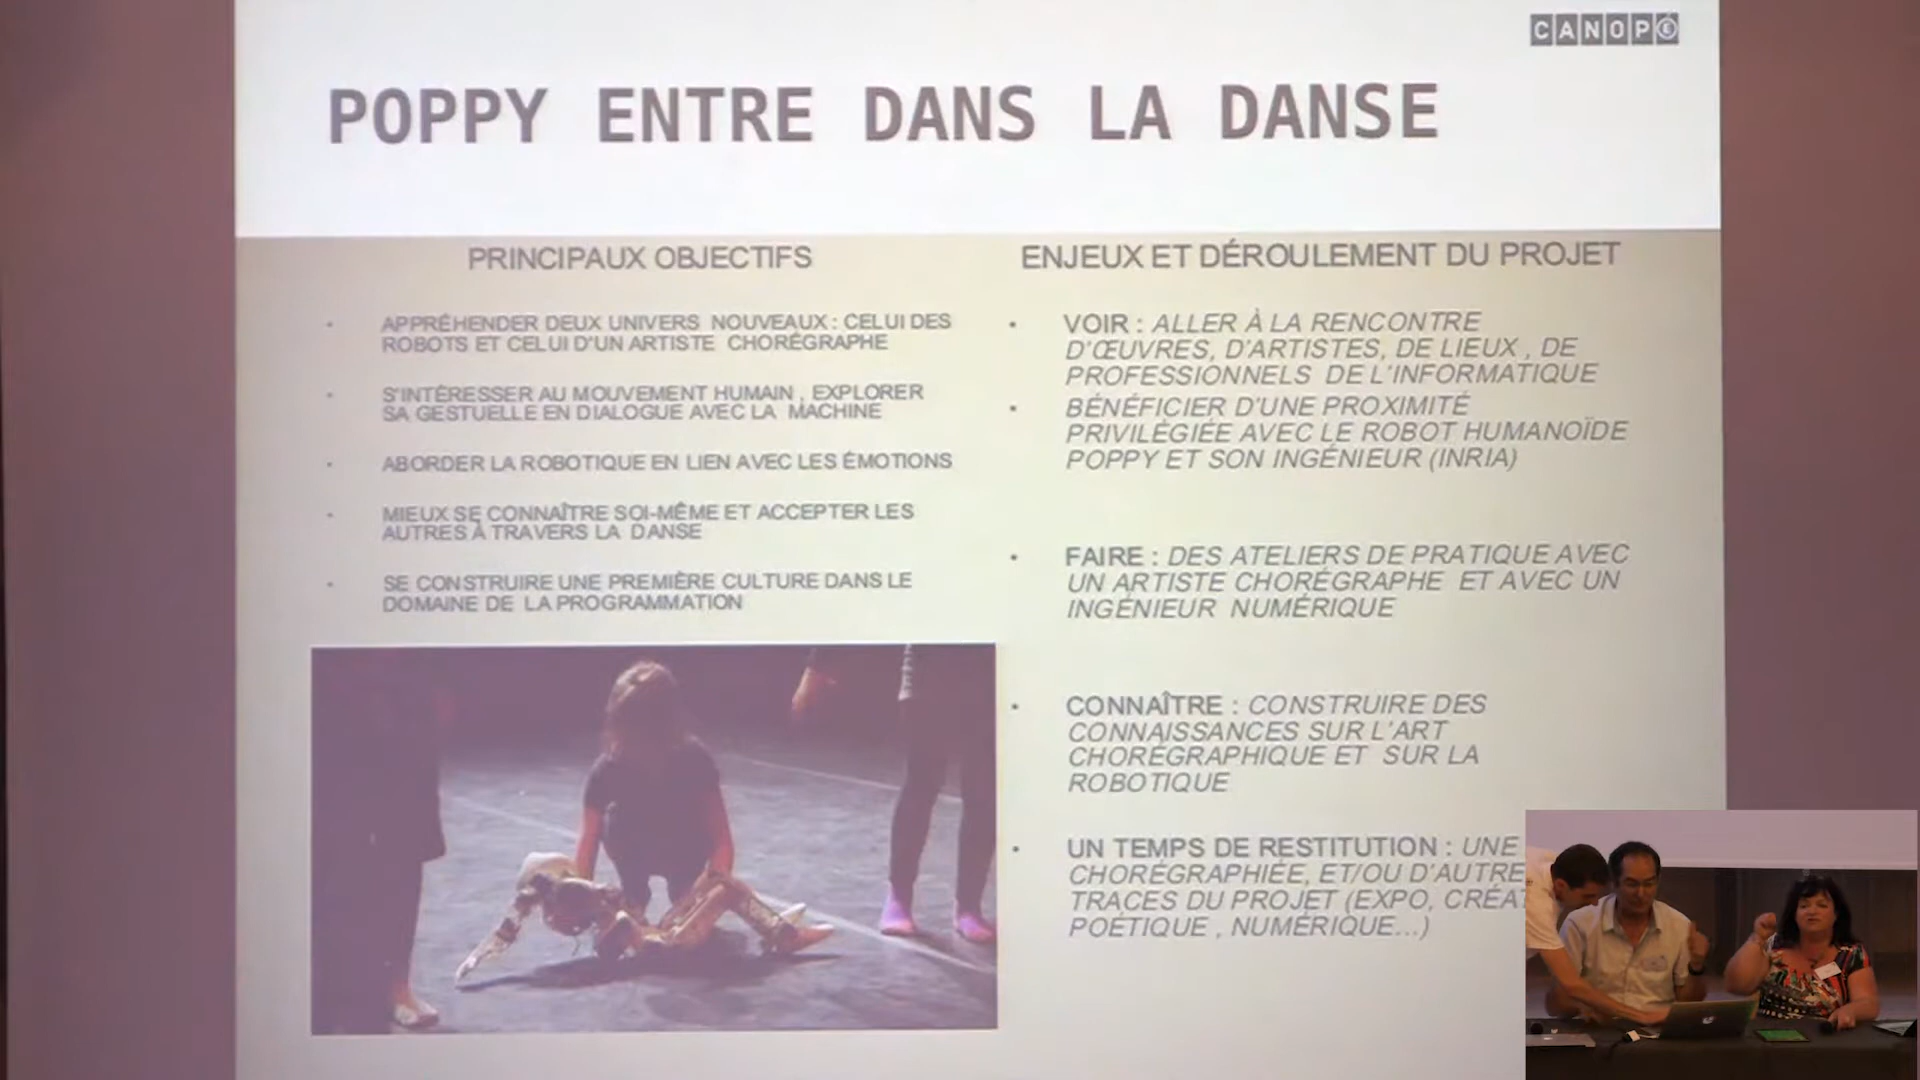 CANOPÉ
POPPY ENTRE DANS LA DANSE
PRINCIPAUX OBJECTIFS
• APPRÉHENDER DEUX UNIVERS NOUVEAUX : CELUI DES
ROBOTS ET CELUI D'UN ARTISTE CHORÉGRAPHE
• S'INTÉRESSER AU MOUVEMENT HUMAIN , EXPLORER
SA GESTUELLE EN DIALOGUE AVEC LA MACHINE
• ABORDER LA ROBOTIQUE EN LIEN AVEC LES ÉMOTIONS
• MIEUX SE CONNAÎTRE SOI-MÊME ET ACCEPTER LES
AUTRES À TRAVERS LA DANSE
• SE CONSTRUIRE UNE PREMIÈRE CULTURE DANS LE
DOMAINE DE LA PROGRAMMATION
ENJEUX ET DÉROULEMENT DU PROJET
• VOIR : ALLER À LA RENCONTRE
D'ŒUVRES, D'ARTISTES, DE LIEUX , DE
PROFESSIONNELS DE L'INFORMATIQUE
• BÉNÉFICIER D'UNE PROXIMITÉ
PRIVILÉGIÉE AVEC LE ROBOT HUMANOÏDE
POPPY ET SON INGÉNIEUR (INRIA)
• FAIRE : DES ATELIERS DE PRATIQUE AVEC
UN ARTISTE CHORÉGRAPHE ET AVEC UN
INGÉNIEUR NUMÉRIQUE
• CONNAÎTRE : CONSTRUIRE DES
CONNAISSANCES SUR L'ART
CHORÉGRAPHIQUE ET SUR LA
ROBOTIQUE
• UN TEMPS DE RESTITUTION : UNE
CHORÉGRAPHIÉE, ET/OU D'AUTRE
TRACES DU PROJET (EXPO, CRÉAT
POÉTIQUE , NUMÉRIQUE...)